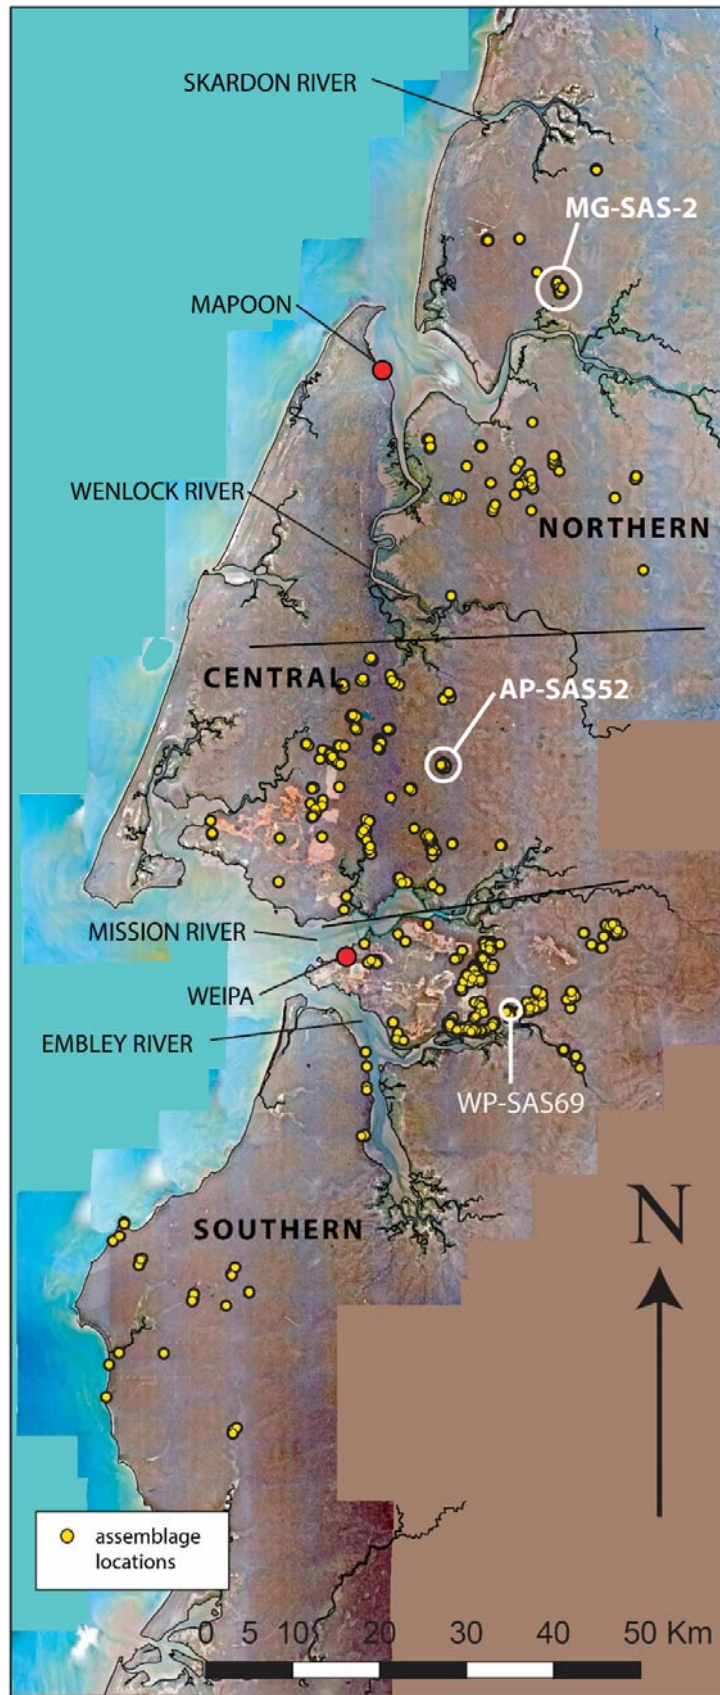 SKARDON RIVER
MG-SAS-2
MAPOON
WENLOCK RIVER
NORTHERN
CENTRAL
AP-SAS52
MISSION RIVER
WEIPA
EMBLEY RIVER
WP-SAS69
SOUTHERN
N
assemblage
locations
0 5 10 20 30 40 50 Km